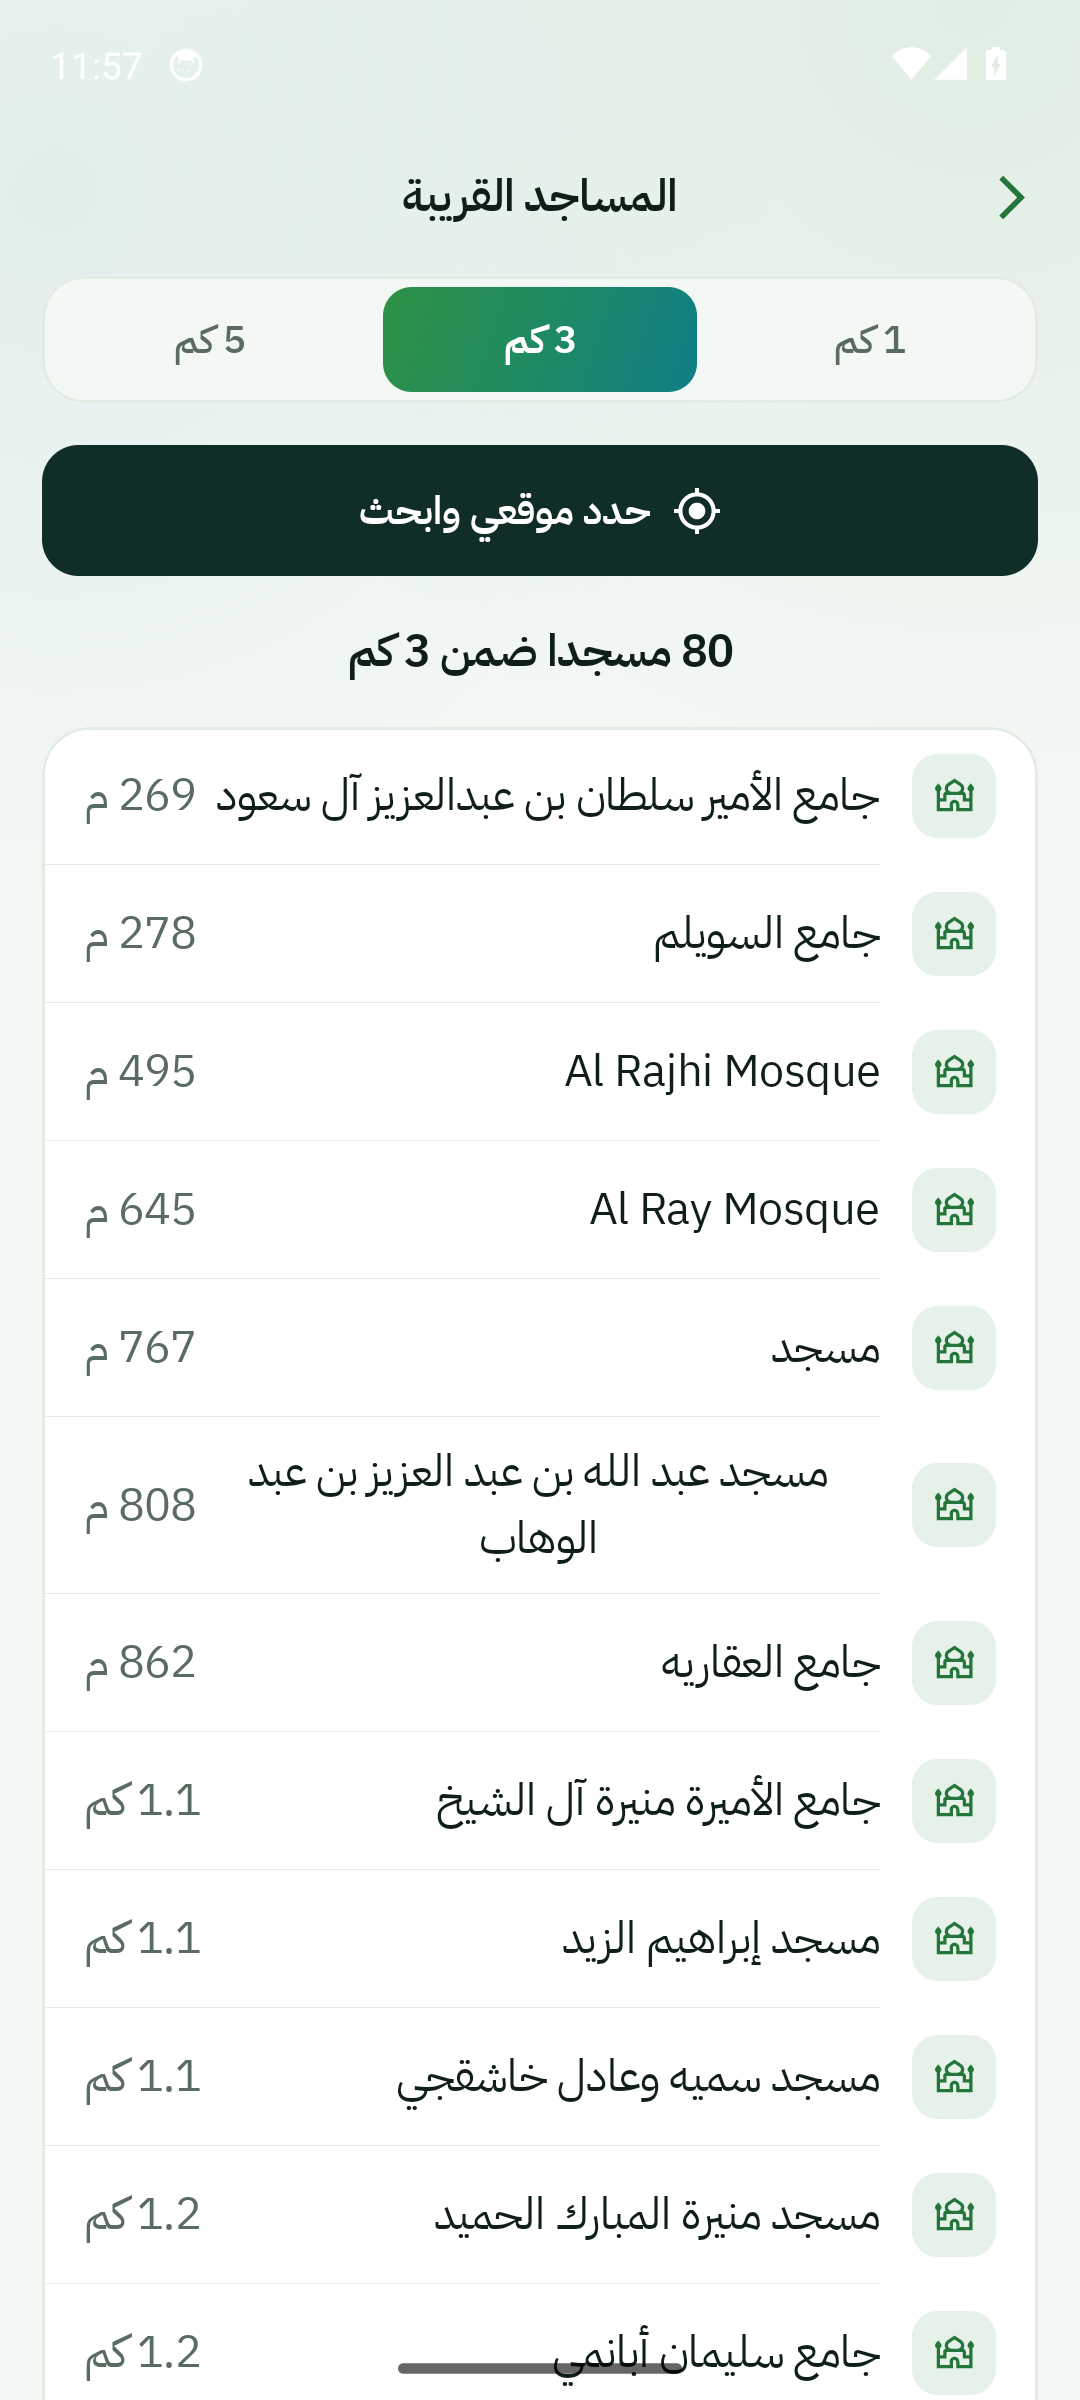 11:57
المساجد القريبة
1 كم
3 كم
5 كم
حدد موقعي وابحث
80 مسجدا ضمن 3 كم
جامع الأمير سلطان بن عبدالعزيز آل سعود 269 م
جامع السويلم 278 م
Al Rajhi Mosque 495 م
Al Ray Mosque 645 م
مسجد 767 م
مسجد عبد الله بن عبد العزيز بن عبد
الوهاب
808 م
جامع العقاريه 862 م
جامع الأميرة منيرة آل الشيخ 1.1 كم
مسجد إبراهيم الزيد 1.1 كم
مسجد سميه وعادل خاشقجي 1.1 كم
مسجد منيرة المبارك الحميد 1.2 كم
جامع سليمان أبانمي 1.2 كم